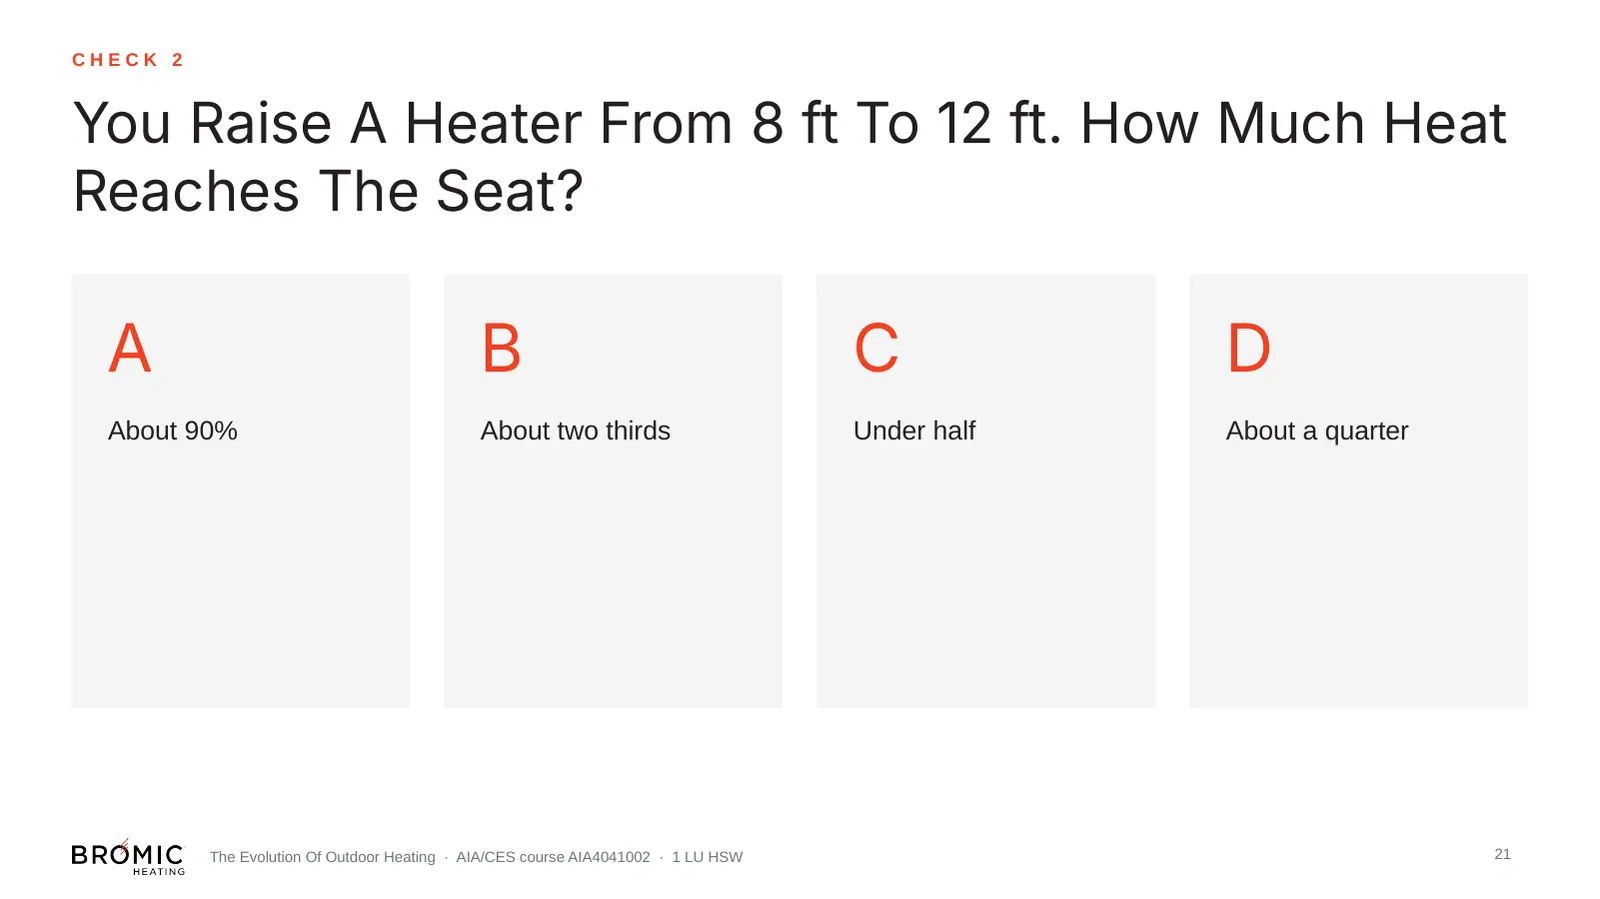 CHECK 2
You Raise A Heater From 8 ft To 12 ft. How Much Heat
Reaches The Seat?
A
About 90%
B
About two thirds
C
Under half
D
About a quarter
BROMIC
HEATING
The Evolution Of Outdoor Heating · AIA/CES course AIA4041002 · 1 LU HSW
21